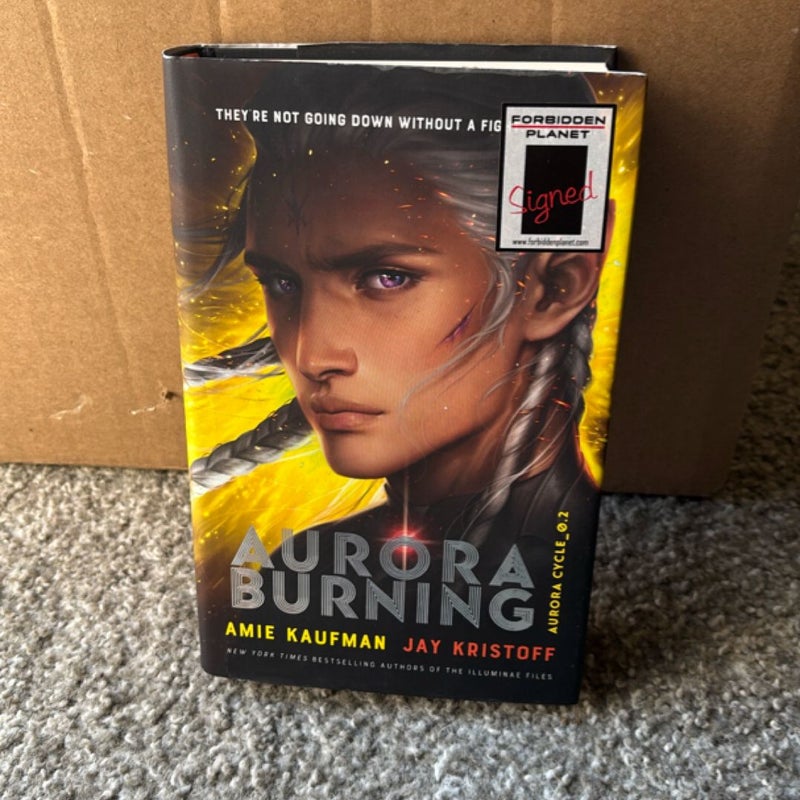 THEY'RE NOT GOING DOWN WITHOUT A FIG
FORBIDDEN
PLANET
Signed
www.forbiddenplanet.com
AURORA
BURNING
AURORA CYCLE_0.2
AMIE KAUFMAN JAY KRISTOFF
NEW YORK TIMES BESTSELLING AUTHORS OF THE ILLUMINAE FILES